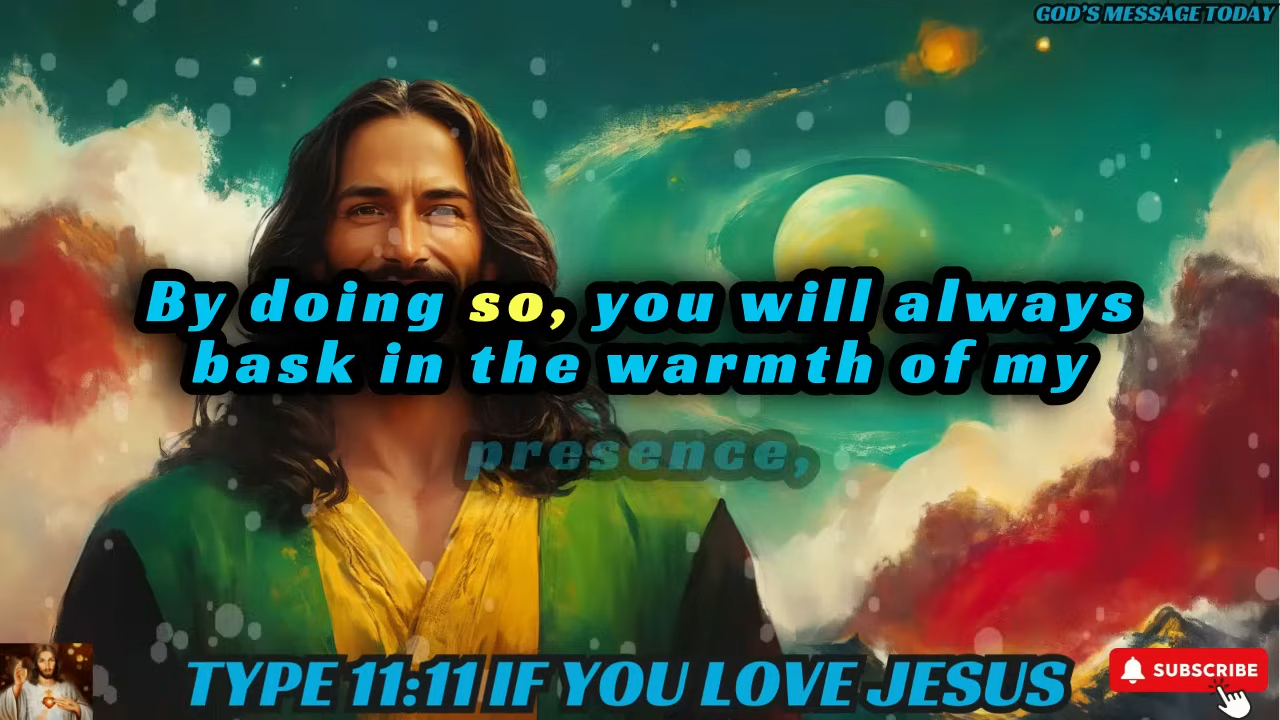 GOD'S MESSAGE TODAY
By doing so, you will always
bask in the warmth of my
presence,
TYPE 11:11 IF YOU LOVE JESUS
SUBSCRIBE